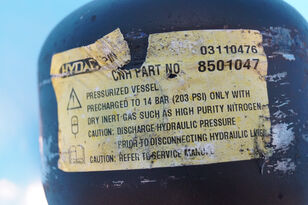 HYDAC 03110476
CNH PART NO 8501047
PRESSURIZED VESSEL
PRECHARGED TO 14 BAR (203 PSI) ONLY WITH
DRY INERT GAS SUCH AS HIGH PURITY NITROGEN.
CAUTION: DISCHARGE HYDRAULIC PRESSURE
PRIOR TO DISCONNECTING HYDRAULIC LINES.
CAUTION: REFER TO SERVICE MANUAL